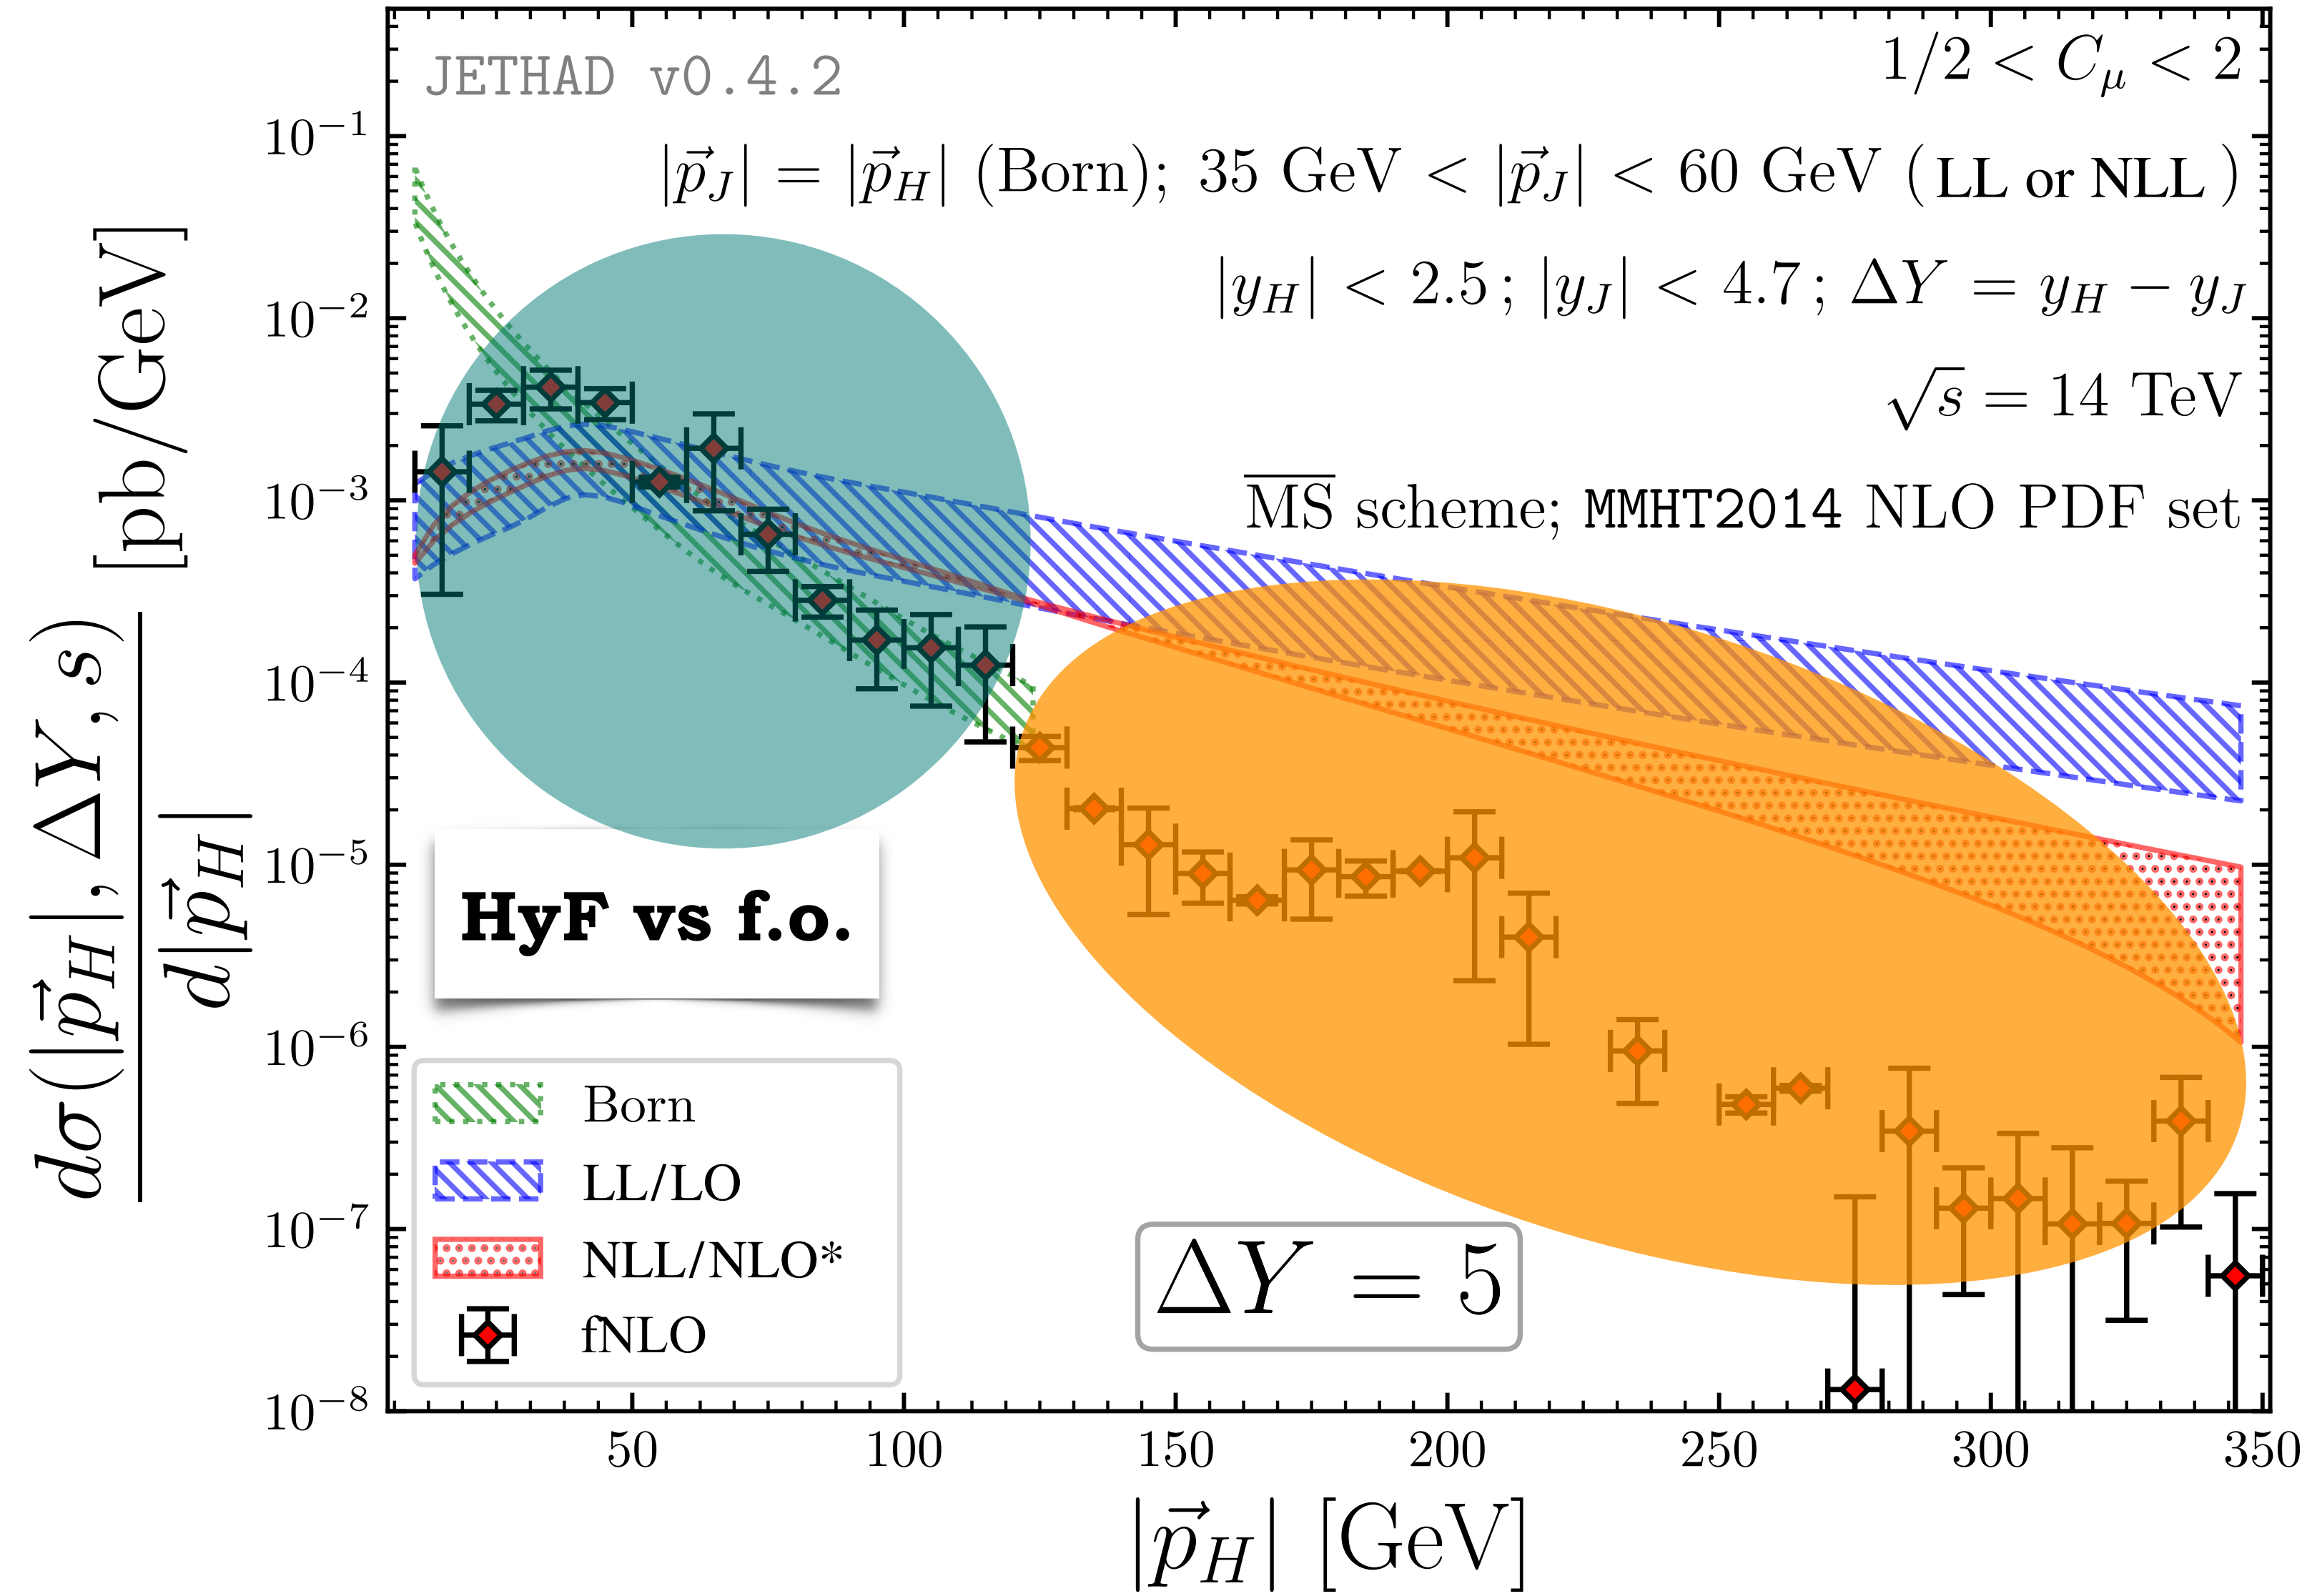 JETHAD v0.4.2
1/2 < C_μ < 2
|p⃗_J| = |p⃗_H| (Born); 35 GeV < |p⃗_J| < 60 GeV ( LL or NLL )
|y_H| < 2.5 ; |y_J| < 4.7 ; ΔY = y_H − y_J
√s = 14 TeV
M̅S̅ scheme; MMHT2014 NLO PDF set
dσ(|p⃗_H|, ΔY, s)
d|p⃗_H|
[pb/GeV]
10⁻¹
10⁻²
10⁻³
10⁻⁴
10⁻⁵
10⁻⁶
10⁻⁷
10⁻⁸
HyF vs f.o.
Born
LL/LO
NLL/NLO*
fNLO
ΔY = 5
50 100 150 200 250 300 350
|p⃗_H| [GeV]